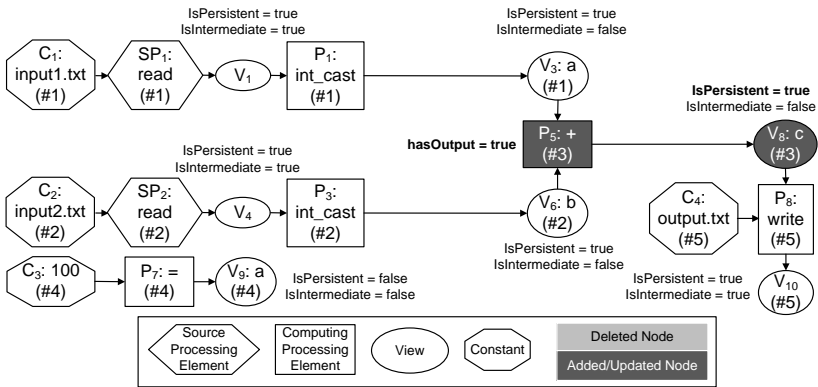 IsPersistent = true
IsIntermediate = true
IsPersistent = true
IsIntermediate = false
C₁:
input1.txt
(#1)
SP₁:
read
(#1)
V₁
P₁:
int_cast
(#1)
V₃: a
(#1)
IsPersistent = true
IsIntermediate = false
hasOutput = true
P₅: +
(#3)
V₈: c
(#3)
IsPersistent = true
IsIntermediate = true
C₂:
input2.txt
(#2)
SP₂:
read
(#2)
V₄
P₃:
int_cast
(#2)
V₆: b
(#2)
C₄:
output.txt
(#5)
P₈:
write
(#5)
IsPersistent = true
IsIntermediate = false
C₃: 100
(#4)
P₇: =
(#4)
V₉: a
(#4)
IsPersistent = false
IsIntermediate = false
IsPersistent = true
IsIntermediate = true
V₁₀
(#5)
Source
Processing
Element
Computing
Processing
Element
View
Constant
Deleted Node
Added/Updated Node